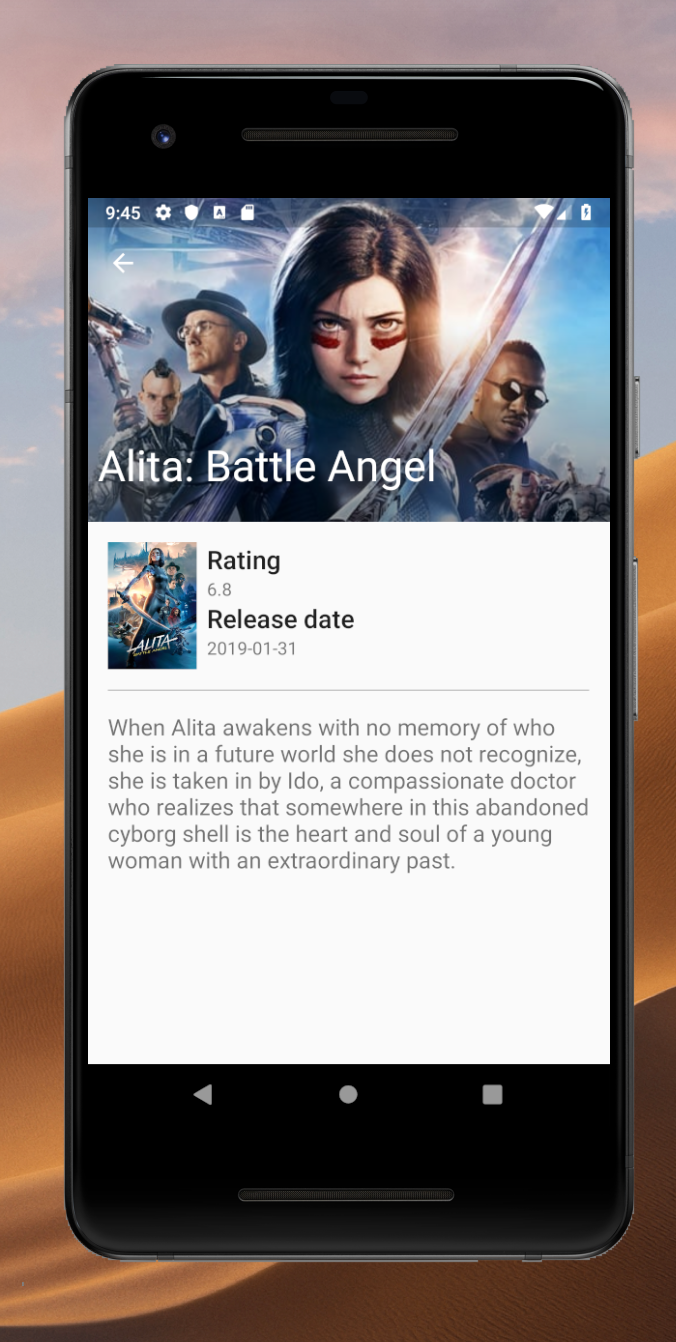 9:45
Alita: Battle Angel
ALITA
Rating
6.8
Release date
2019-01-31
When Alita awakens with no memory of who
she is in a future world she does not recognize,
she is taken in by Ido, a compassionate doctor
who realizes that somewhere in this abandoned
cyborg shell is the heart and soul of a young
woman with an extraordinary past.